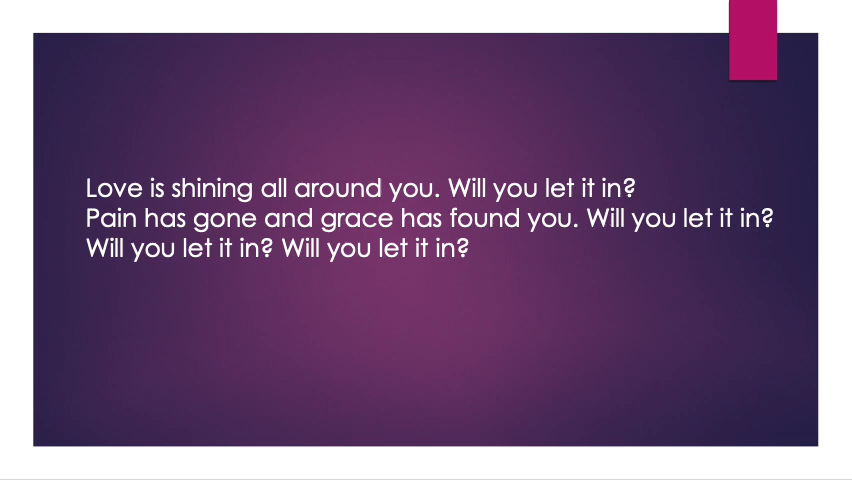 Love is shining all around you. Will you let it in?
Pain has gone and grace has found you. Will you let it in?
Will you let it in? Will you let it in?